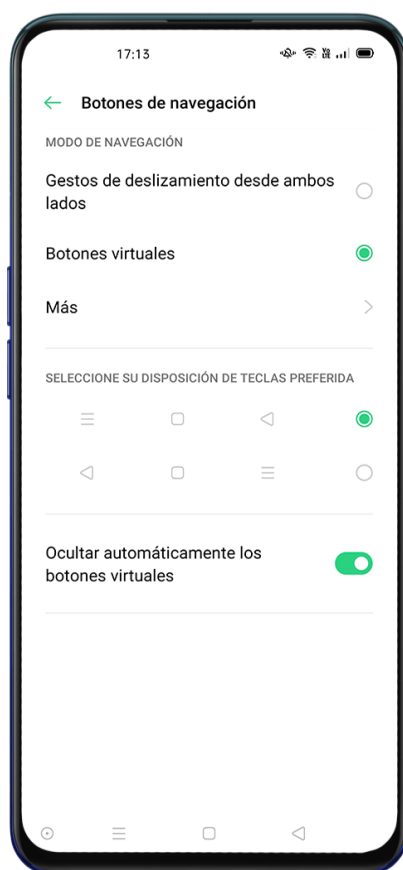 17:13
Botones de navegación
MODO DE NAVEGACIÓN
Gestos de deslizamiento desde ambos
lados
Botones virtuales
Más
SELECCIONE SU DISPOSICIÓN DE TECLAS PREFERIDA
Ocultar automáticamente los
botones virtuales